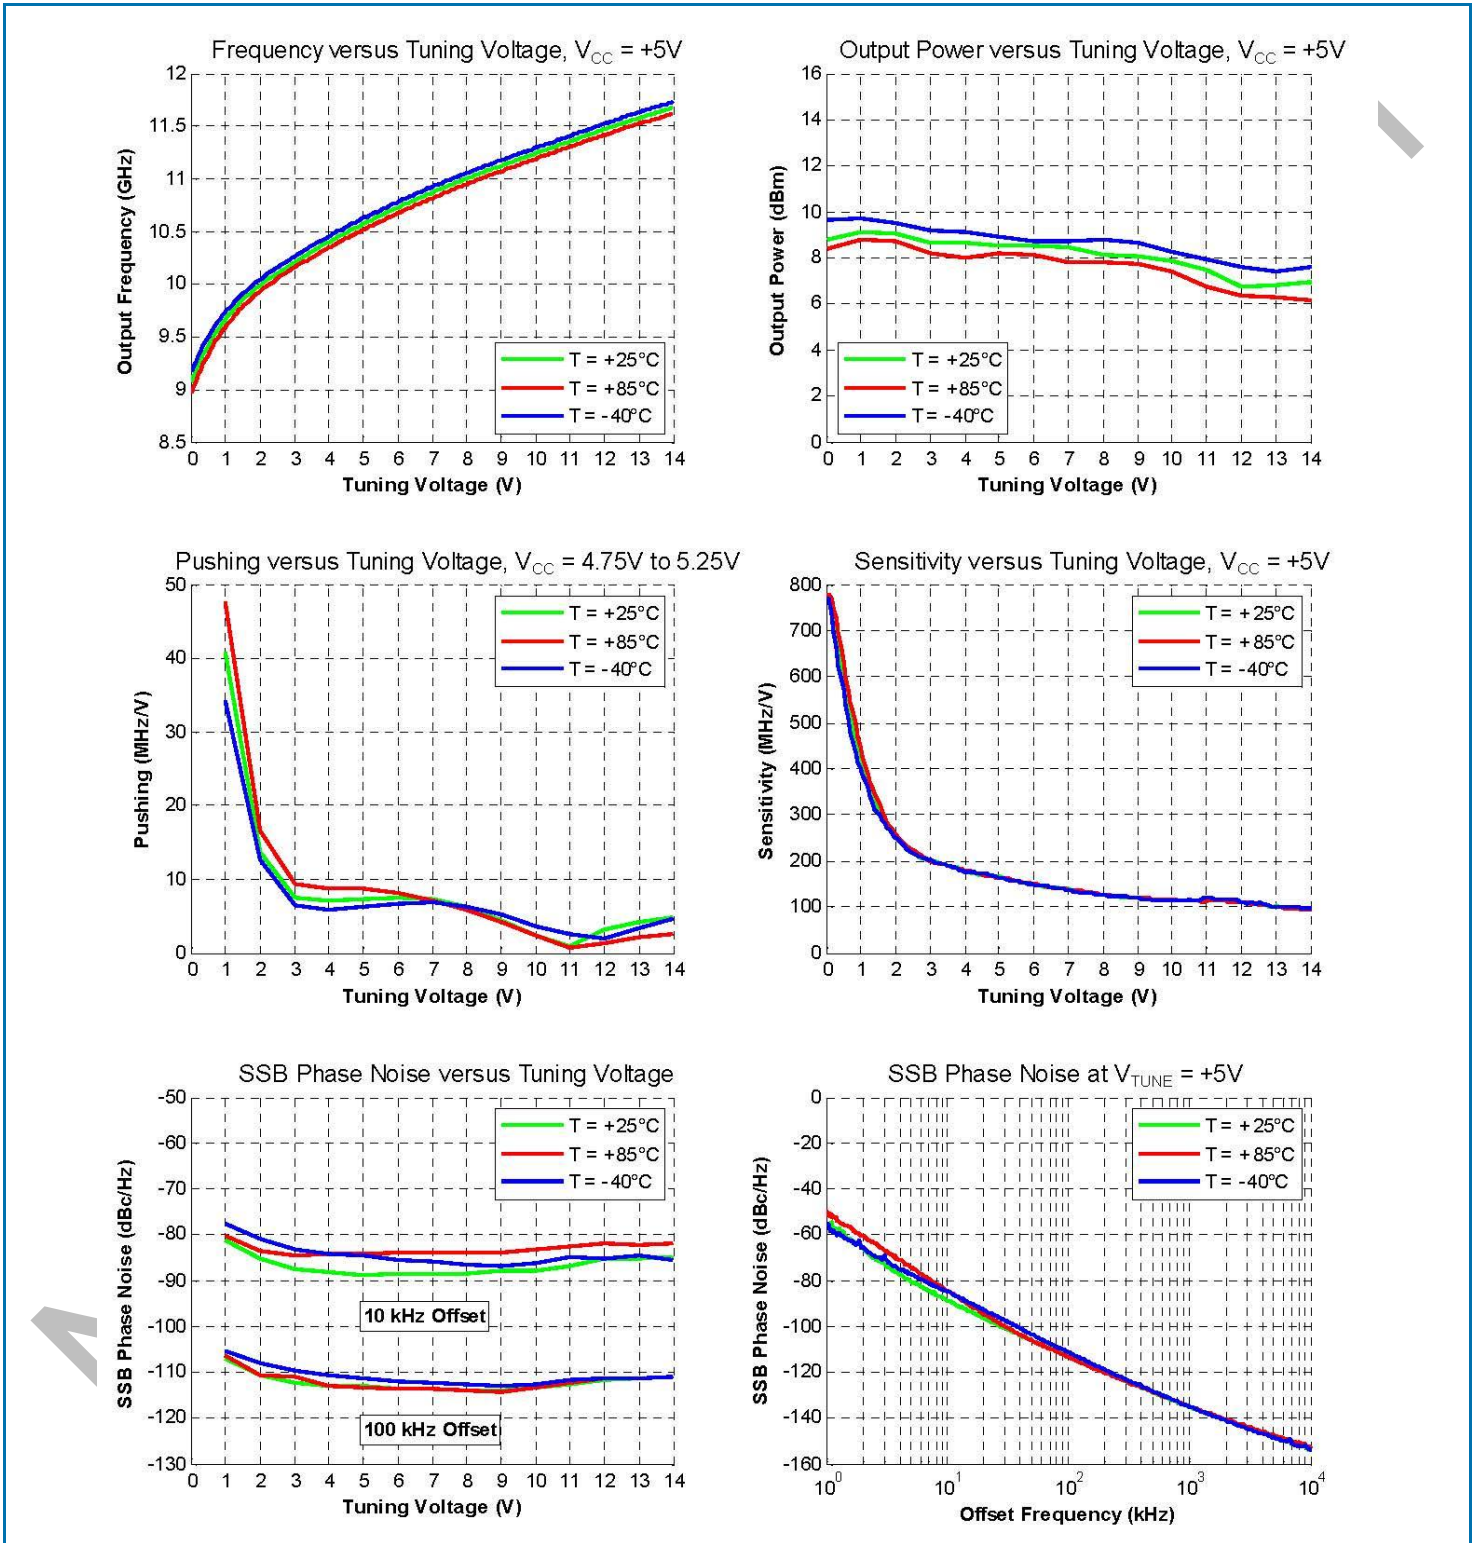 Frequency versus Tuning Voltage, VCC = +5V
12
11.5
11
10.5
10
9.5
9
8.5
Output Frequency (GHz)
T = +25°C
T = +85°C
T = -40°C
0 1 2 3 4 5 6 7 8 9 10 11 12 13 14
Tuning Voltage (V)
Output Power versus Tuning Voltage, VCC = +5V
16
14
12
10
8
6
4
2
0
Output Power (dBm)
T = +25°C
T = +85°C
T = -40°C
0 1 2 3 4 5 6 7 8 9 10 11 12 13 14
Tuning Voltage (V)
Pushing versus Tuning Voltage, VCC = 4.75V to 5.25V
50
40
30
20
10
0
Pushing (MHz/V)
T = +25°C
T = +85°C
T = -40°C
0 1 2 3 4 5 6 7 8 9 10 11 12 13 14
Tuning Voltage (V)
Sensitivity versus Tuning Voltage, VCC = +5V
800
700
600
500
400
300
200
100
0
Sensitivity (MHz/V)
T = +25°C
T = +85°C
T = -40°C
0 1 2 3 4 5 6 7 8 9 10 11 12 13 14
Tuning Voltage (V)
SSB Phase Noise versus Tuning Voltage
-50
-60
-70
-80
-90
-100
-110
-120
-130
SSB Phase Noise (dBc/Hz)
T = +25°C
T = +85°C
T = -40°C
10 kHz Offset
100 kHz Offset
0 1 2 3 4 5 6 7 8 9 10 11 12 13 14
Tuning Voltage (V)
SSB Phase Noise at VTUNE = +5V
0
-20
-40
-60
-80
-100
-120
-140
-160
SSB Phase Noise (dBc/Hz)
T = +25°C
T = +85°C
T = -40°C
10^0 10^1 10^2 10^3 10^4
Offset Frequency (kHz)